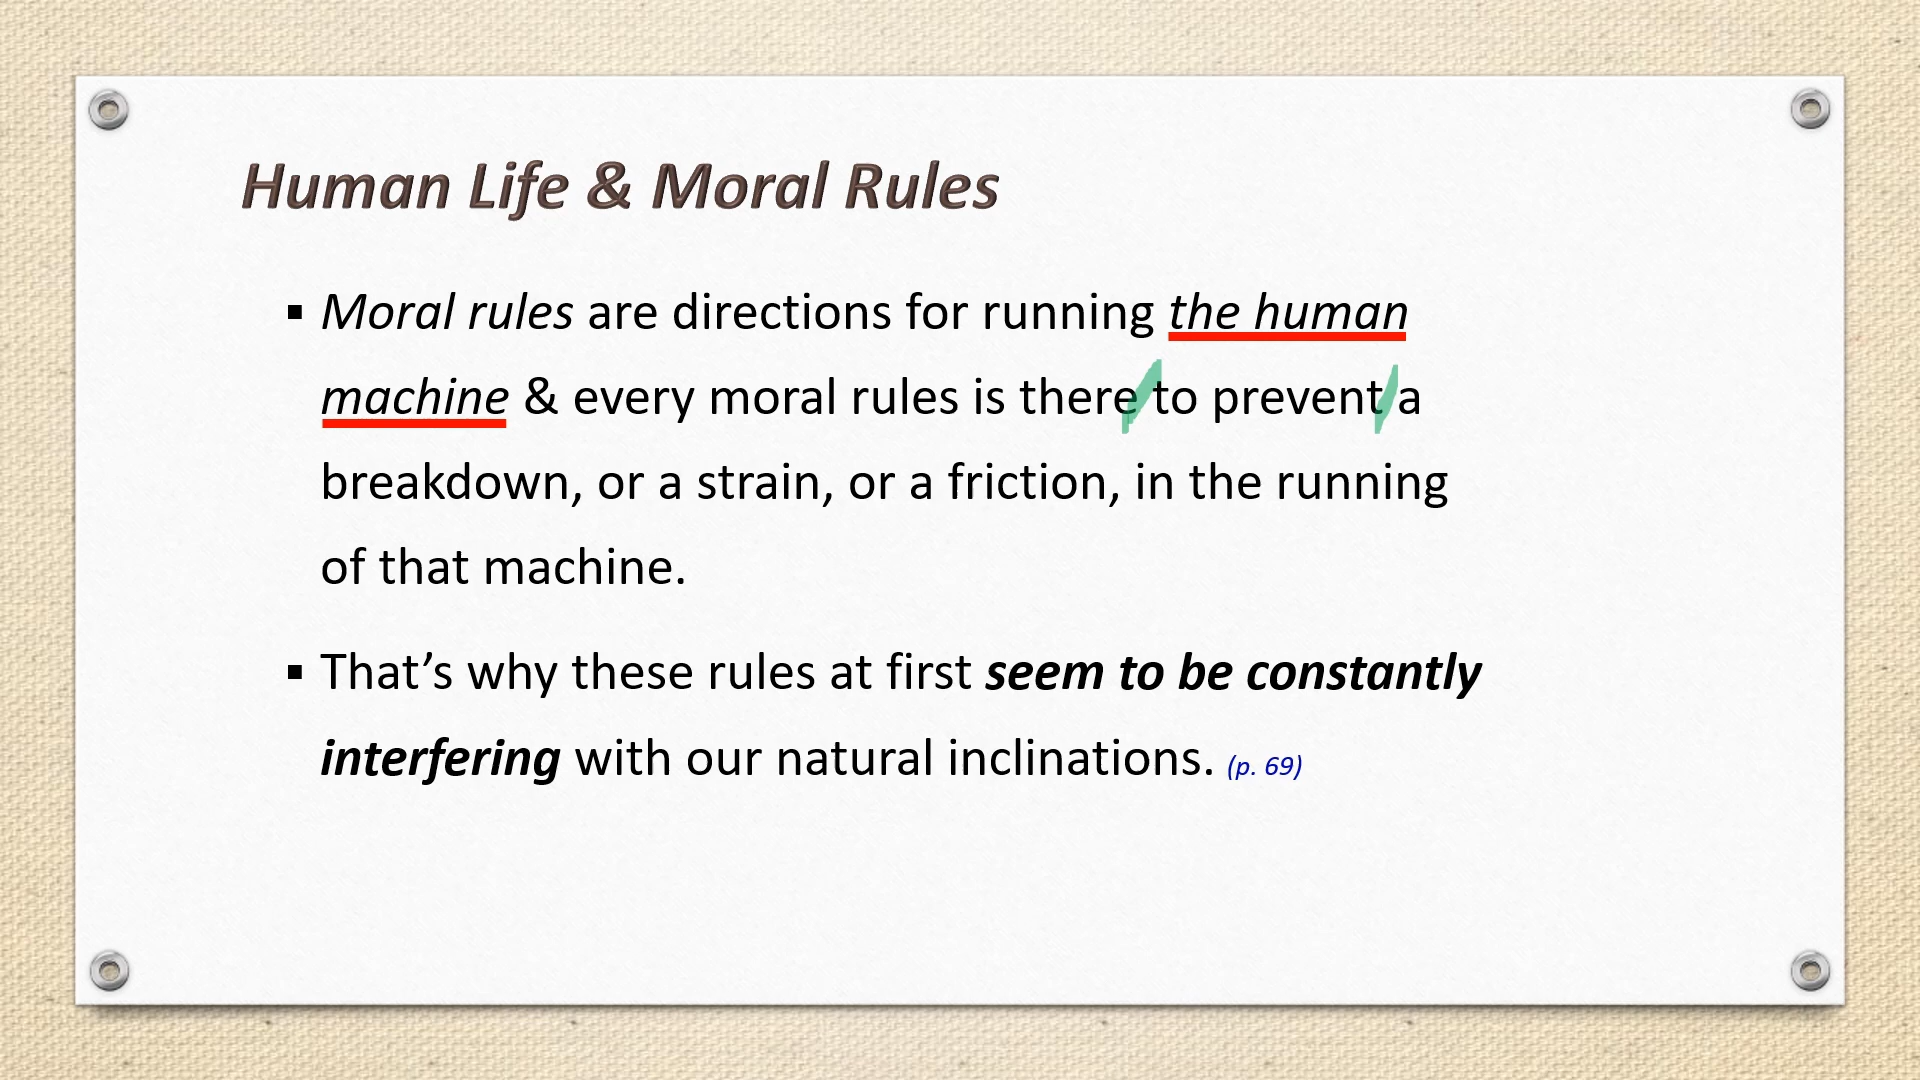 Human Life & Moral Rules
▪ Moral rules are directions for running the human
machine & every moral rules is there to prevent a
breakdown, or a strain, or a friction, in the running
of that machine.
▪ That’s why these rules at first seem to be constantly
interfering with our natural inclinations. (p. 69)